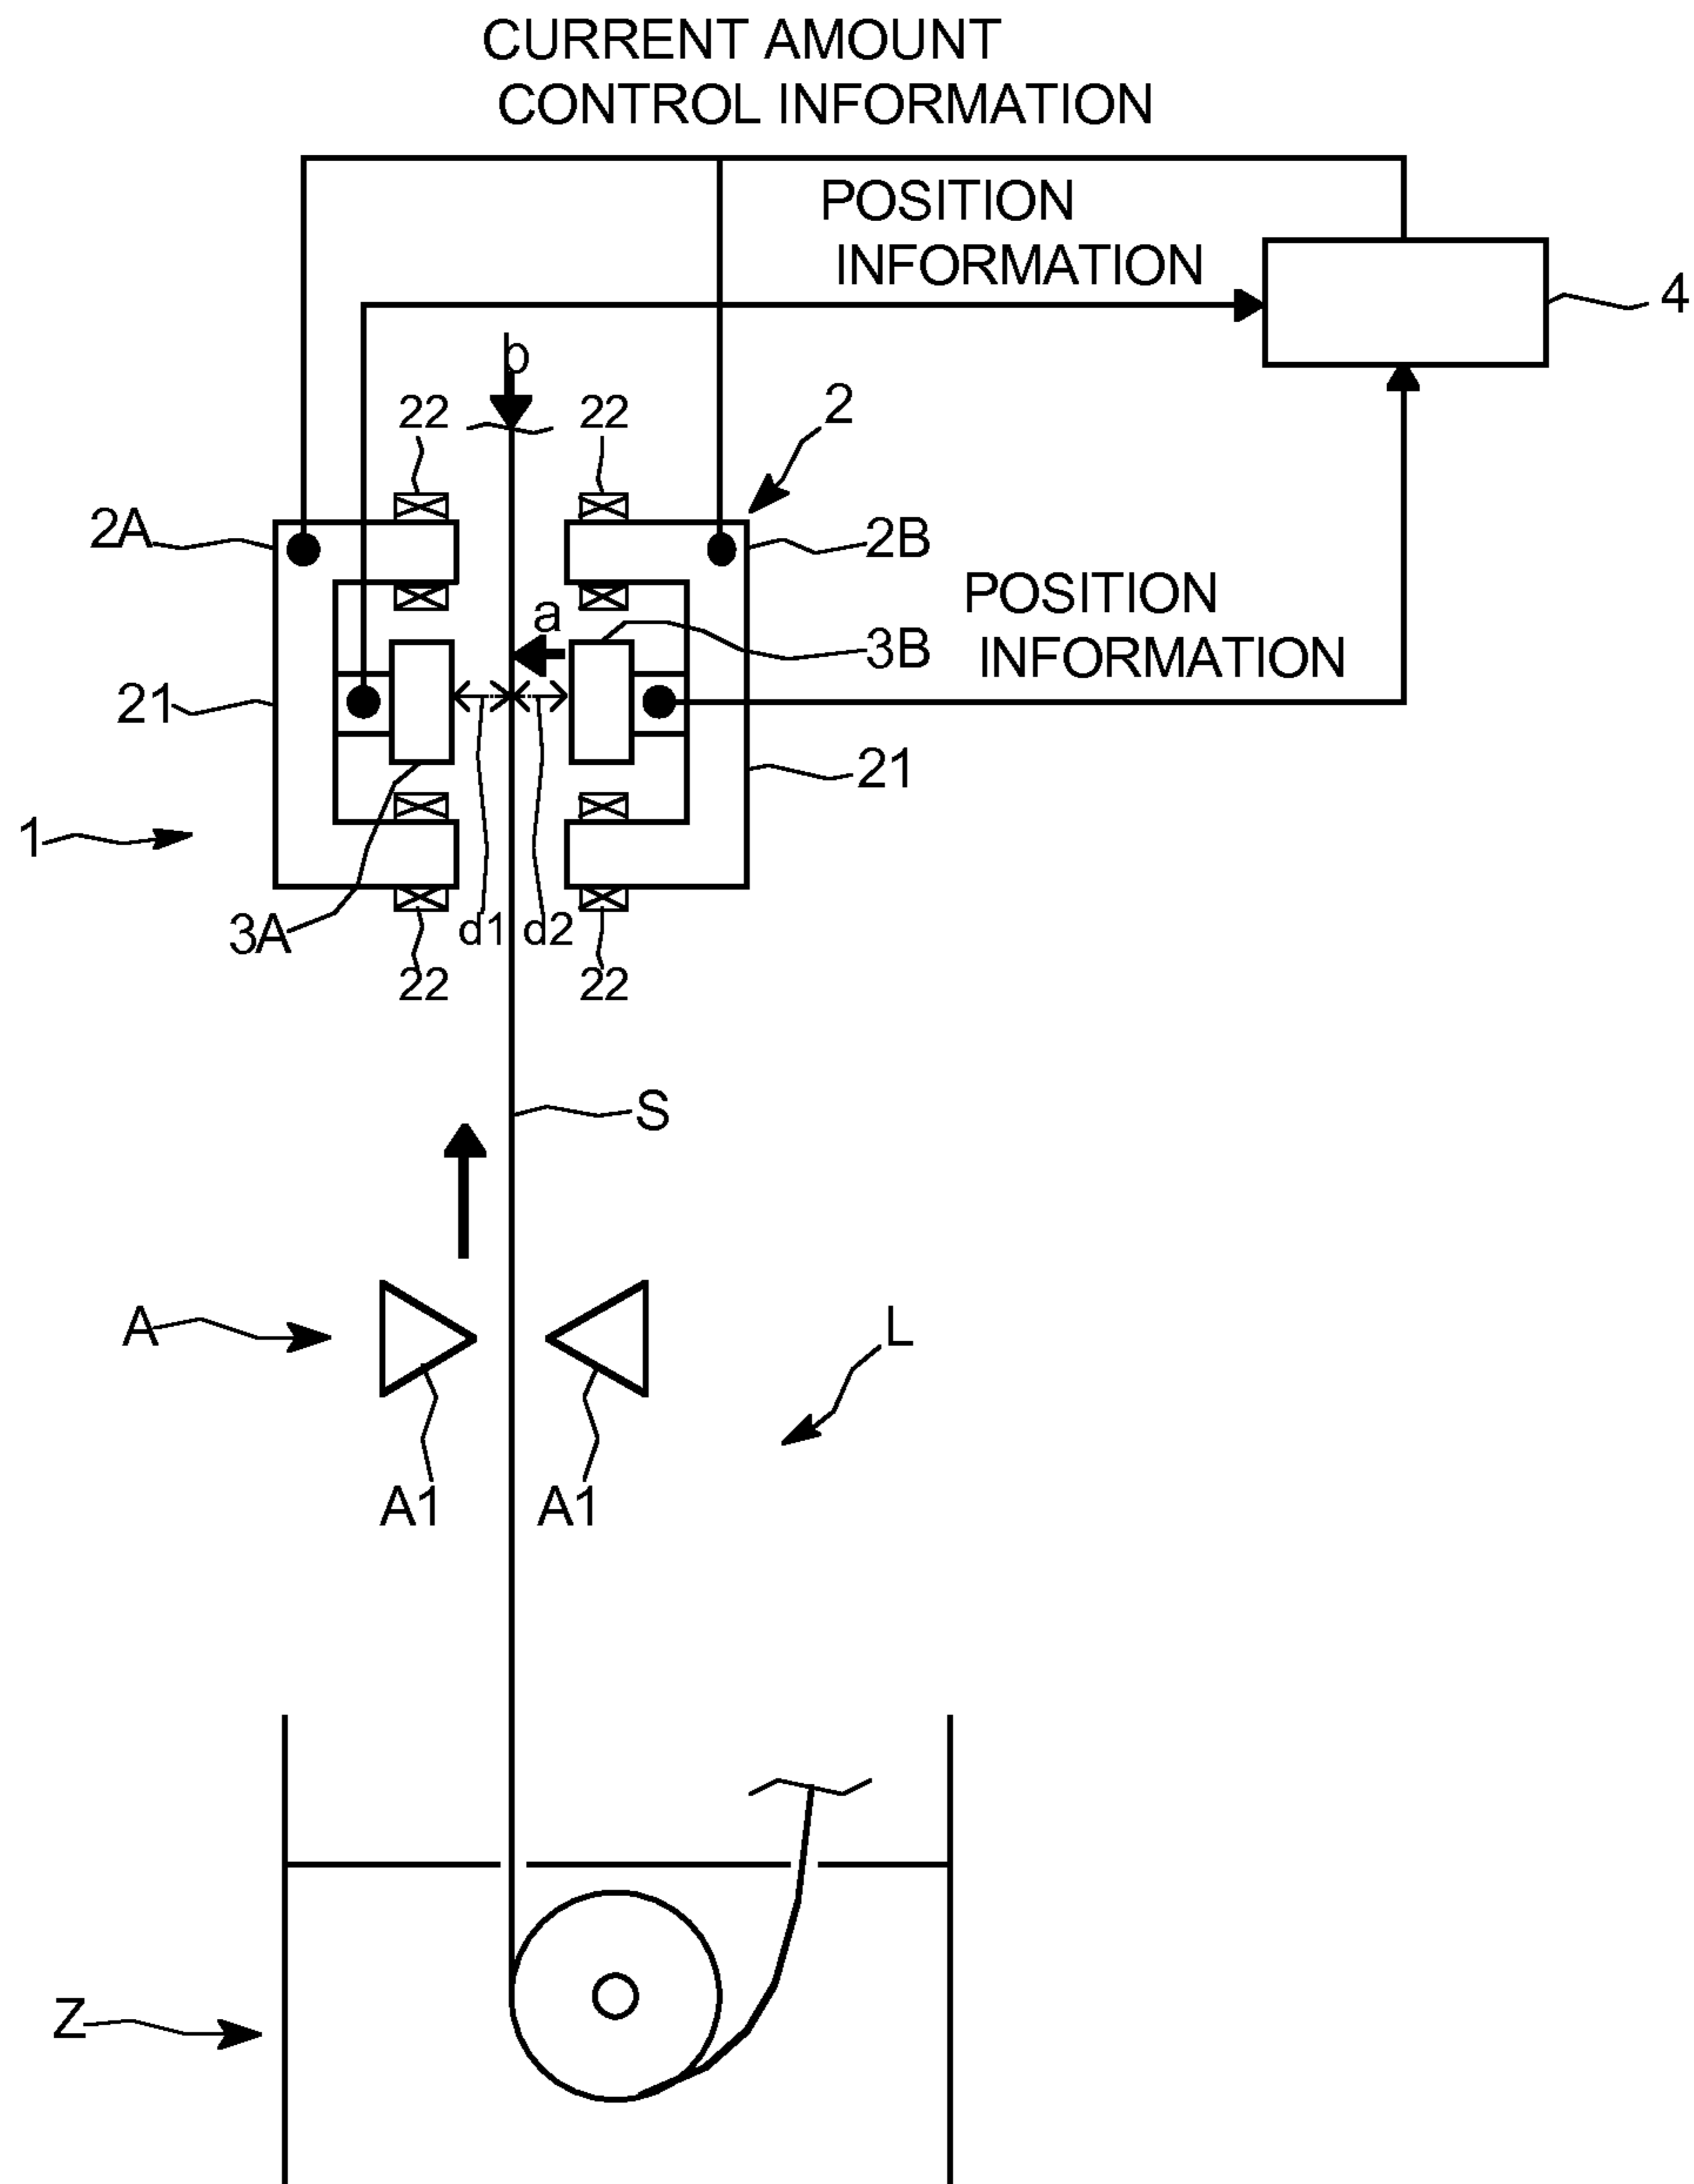 CURRENT AMOUNT
CONTROL INFORMATION
POSITION
INFORMATION
4
b
22
22
2
2A
2B
POSITION
INFORMATION
a
3B
21
21
1
3A
d1
d2
22
22
S
A
L
A1
A1
Z